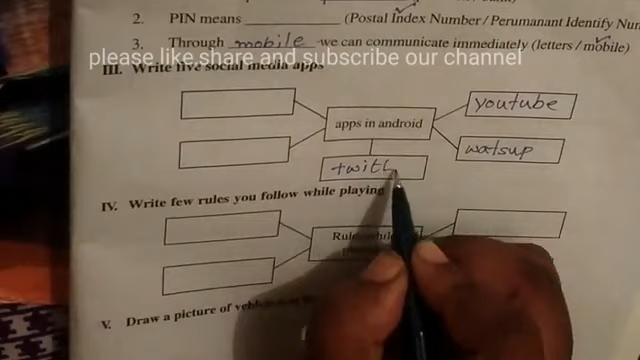 2. PIN means ____________ (Postal Index Number / Perumanant Identify Num
3. Through mobile we can communicate immediately (letters / mobile)
please like,share and subscribe our channel
III. Write five social media apps
youtube
apps in android
watsup
twitt
IV. Write few rules you follow while playing
V. Draw a picture of